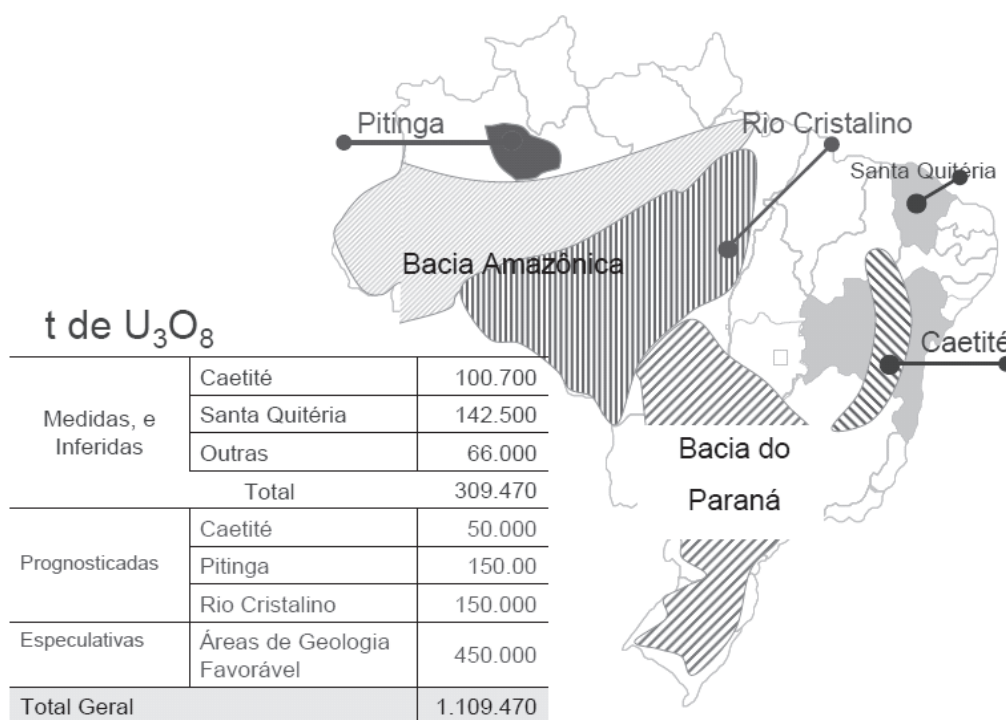 Pitinga
Rio Cristalino
Santa Quitéria
Bacia Amazônica
Caetité
Bacia do
Paraná
t de U₃O₈
Medidas, e
Inferidas
Caetité 100.700
Santa Quitéria 142.500
Outras 66.000
Total 309.470
Prognosticadas
Caetité 50.000
Pitinga 150.00
Rio Cristalino 150.000
Especulativas
Áreas de Geologia
Favorável
450.000
Total Geral 1.109.470